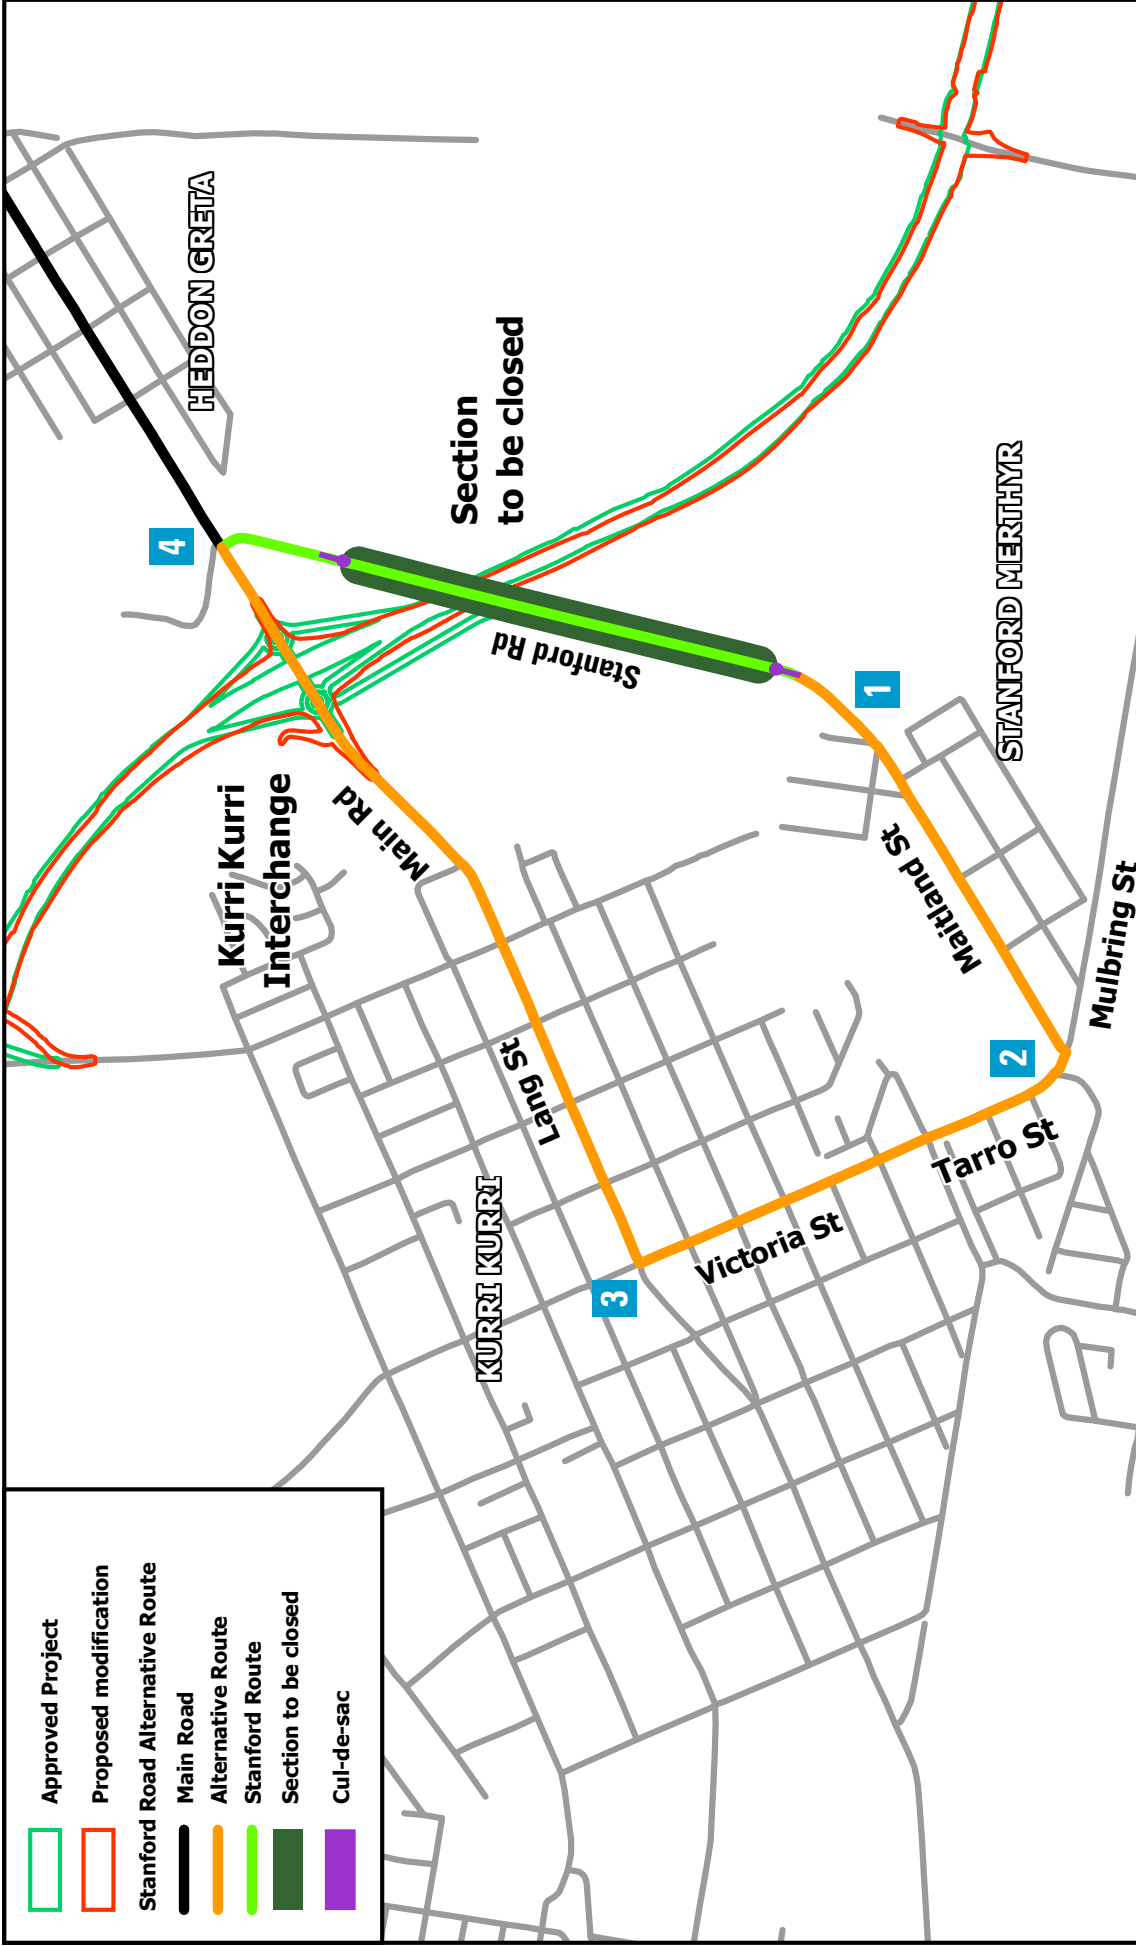 Approved Project
Proposed modification
Stanford Road Alternative Route
Main Road
Alternative Route
Stanford Route
Section to be closed
Cul-de-sac
Kurri Kurri
Interchange
HEDDON GRETA
4
Main Rd
Section
to be closed
Stanford Rd
KURRI KURRI
Lang St
3
Victoria St
1
Maitland St
STANFORD MERTHYR
2
Tarro St
Mulbring St